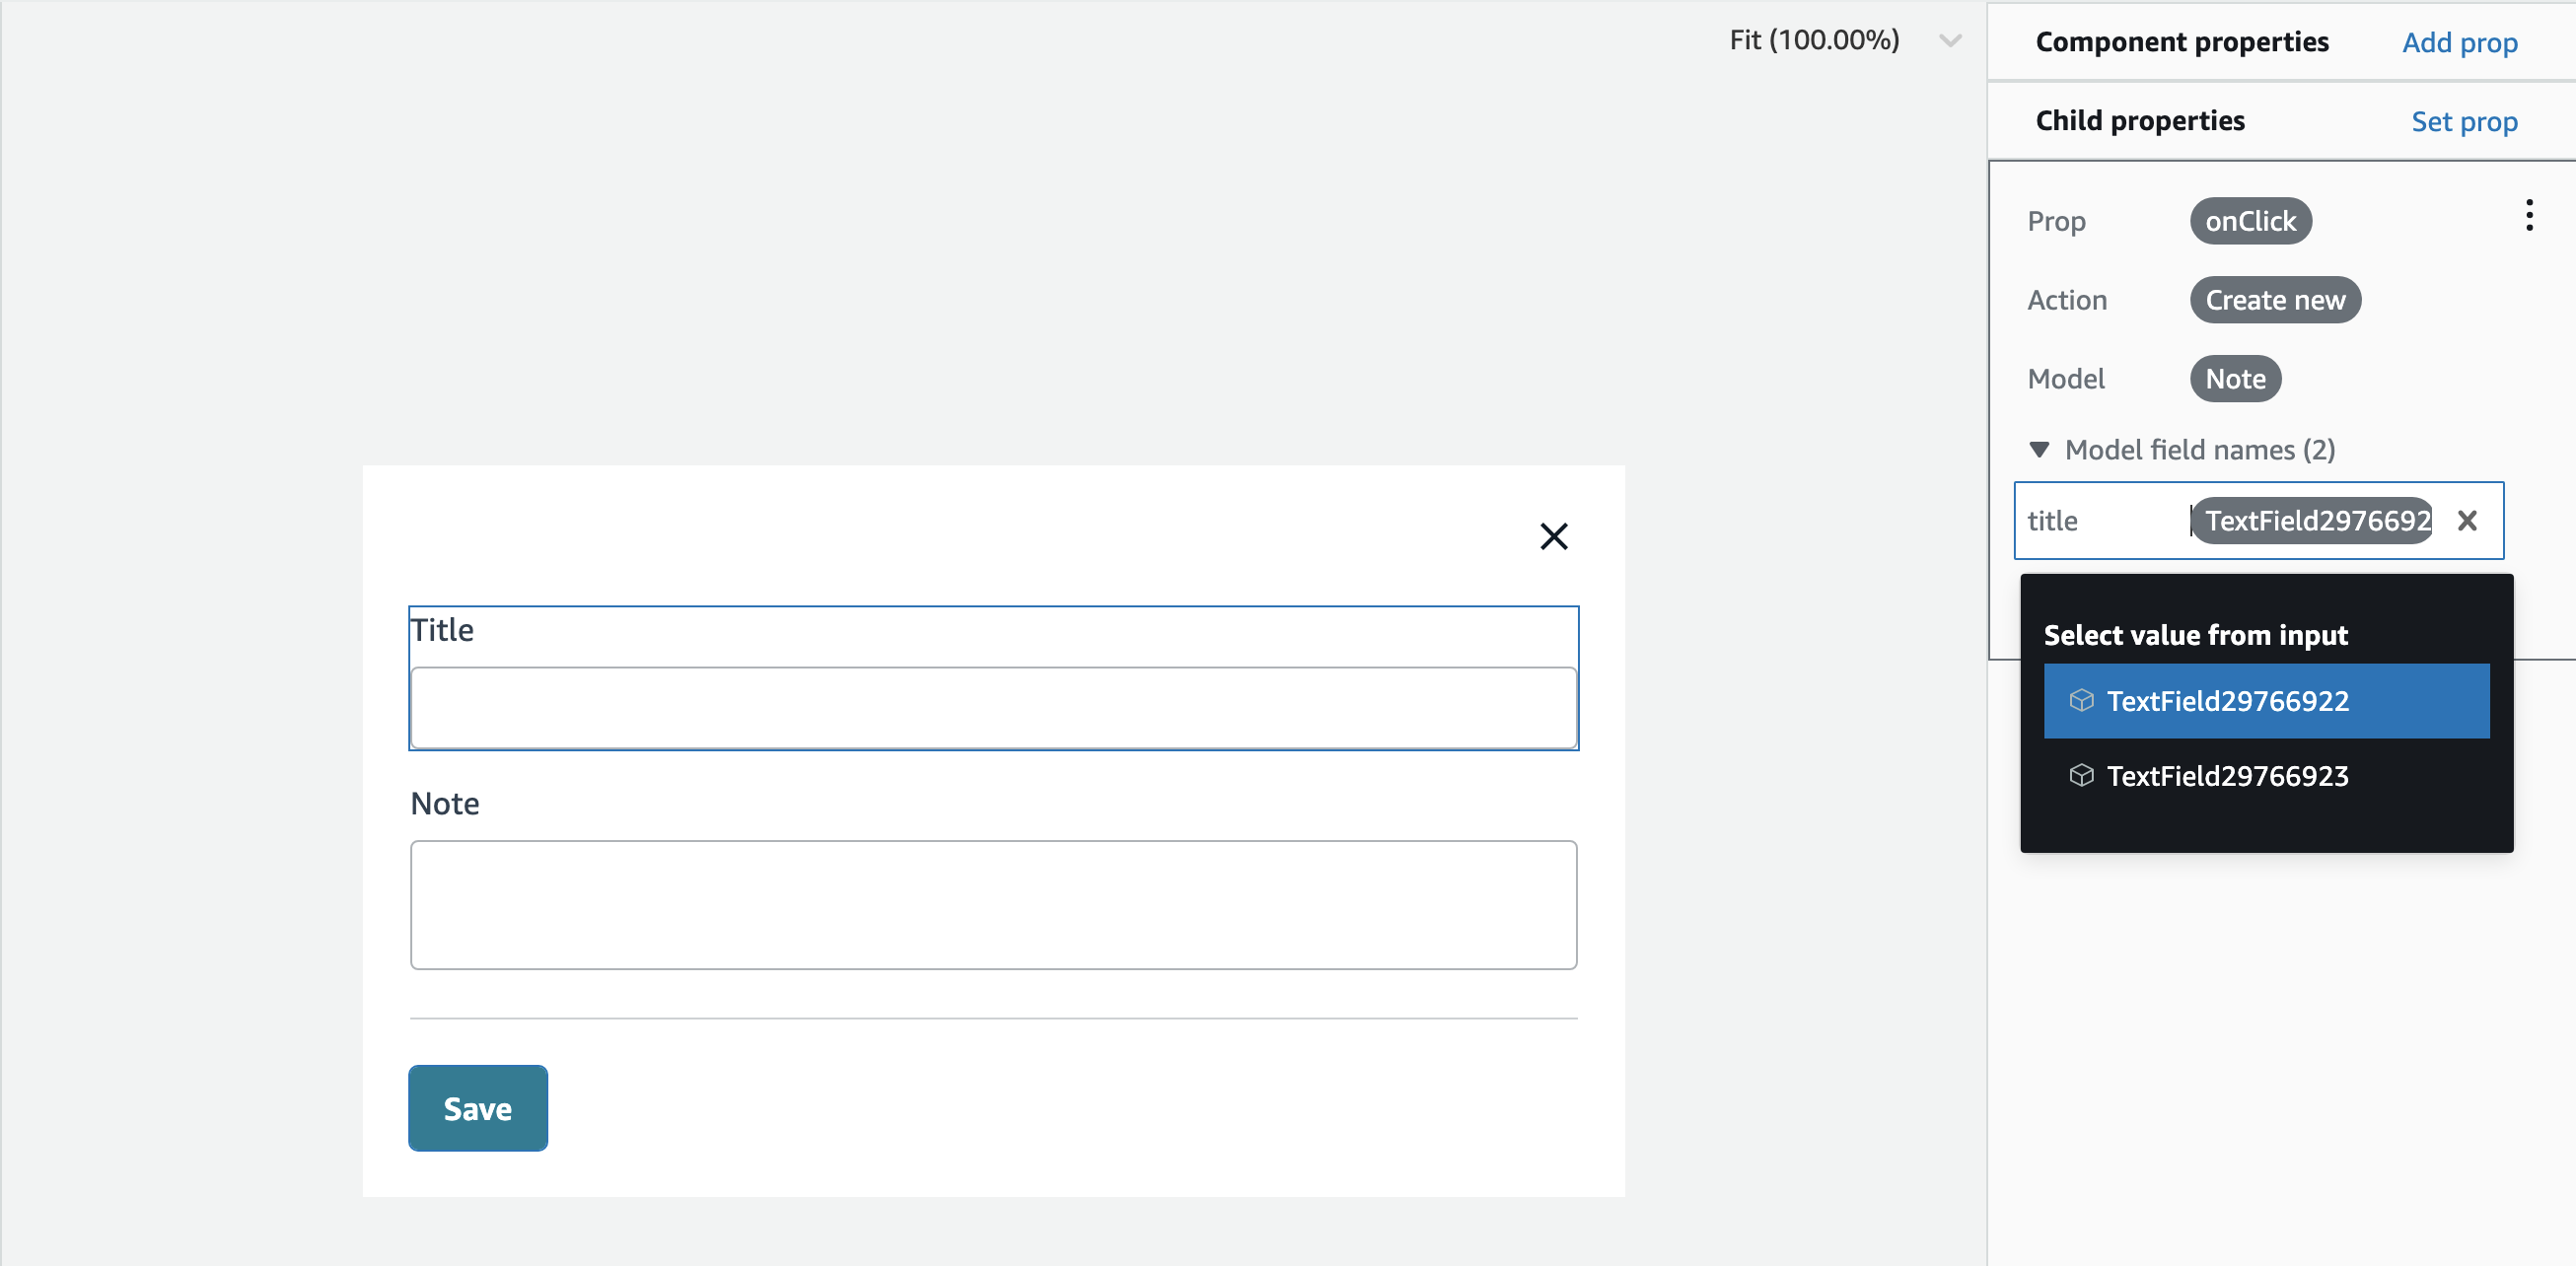 Fit (100.00%)
Component properties
Add prop
Child properties
Set prop
Prop
onClick
Action
Create new
Model
Note
Model field names (2)
title
TextField2976692
Select value from input
TextField29766922
TextField29766923
Title
Note
Save